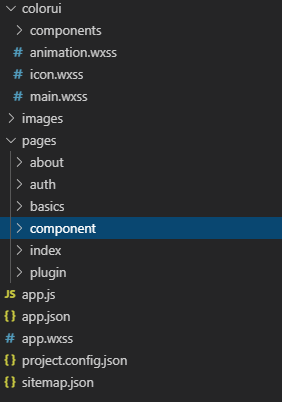 colorui
components
# animation.wxss
# icon.wxss
# main.wxss
images
pages
about
auth
basics
component
index
plugin
JS app.js
{} app.json
# app.wxss
{} project.config.json
{} sitemap.json